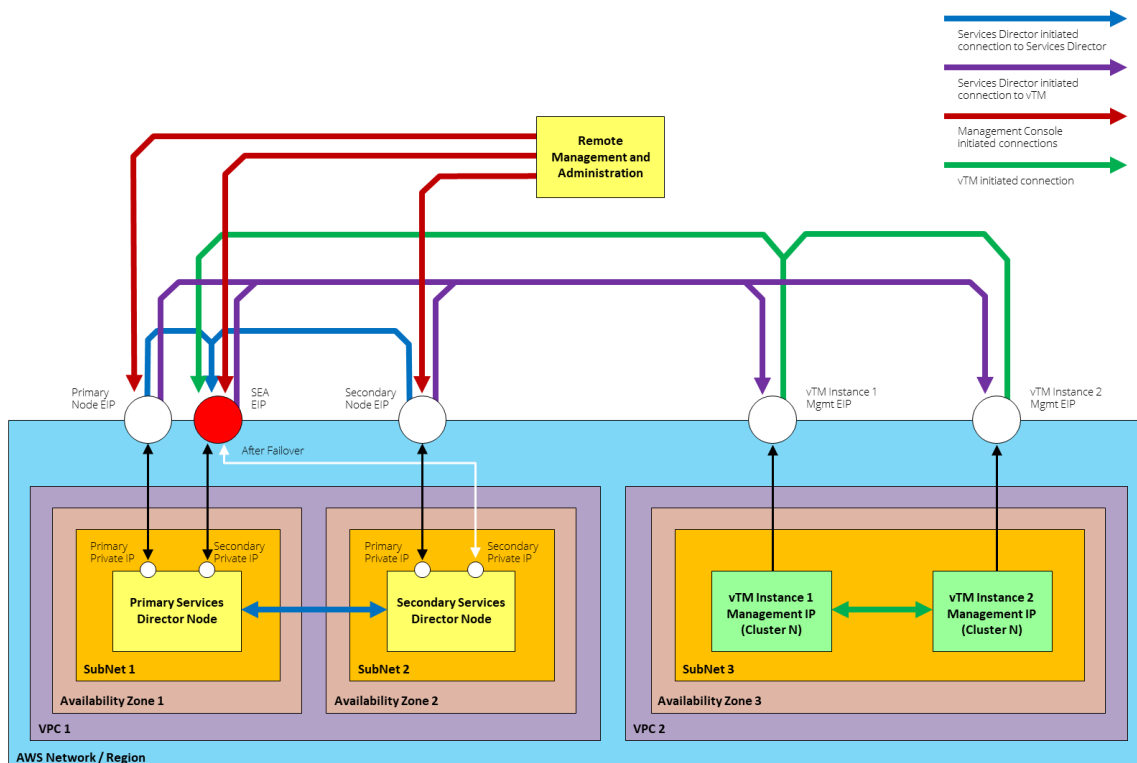 Services Director initiated
connection to Services Director
Services Director initiated
connection to vTM
Management Console
initiated connections
vTM initiated connection
Remote
Management and
Administration
Primary
Node EIP
SEA
EIP
Secondary
Node EIP
vTM Instance 1
Mgmt EIP
vTM Instance 2
Mgmt EIP
After Failover
Primary
Private IP
Secondary
Private IP
Primary
Private IP
Secondary
Private IP
Primary Services
Director Node
Secondary Services
Director Node
vTM Instance 1
Management IP
(Cluster N)
vTM Instance 2
Management IP
(Cluster N)
SubNet 1
SubNet 2
SubNet 3
Availability Zone 1
Availability Zone 2
Availability Zone 3
VPC 1
VPC 2
AWS Network / Region